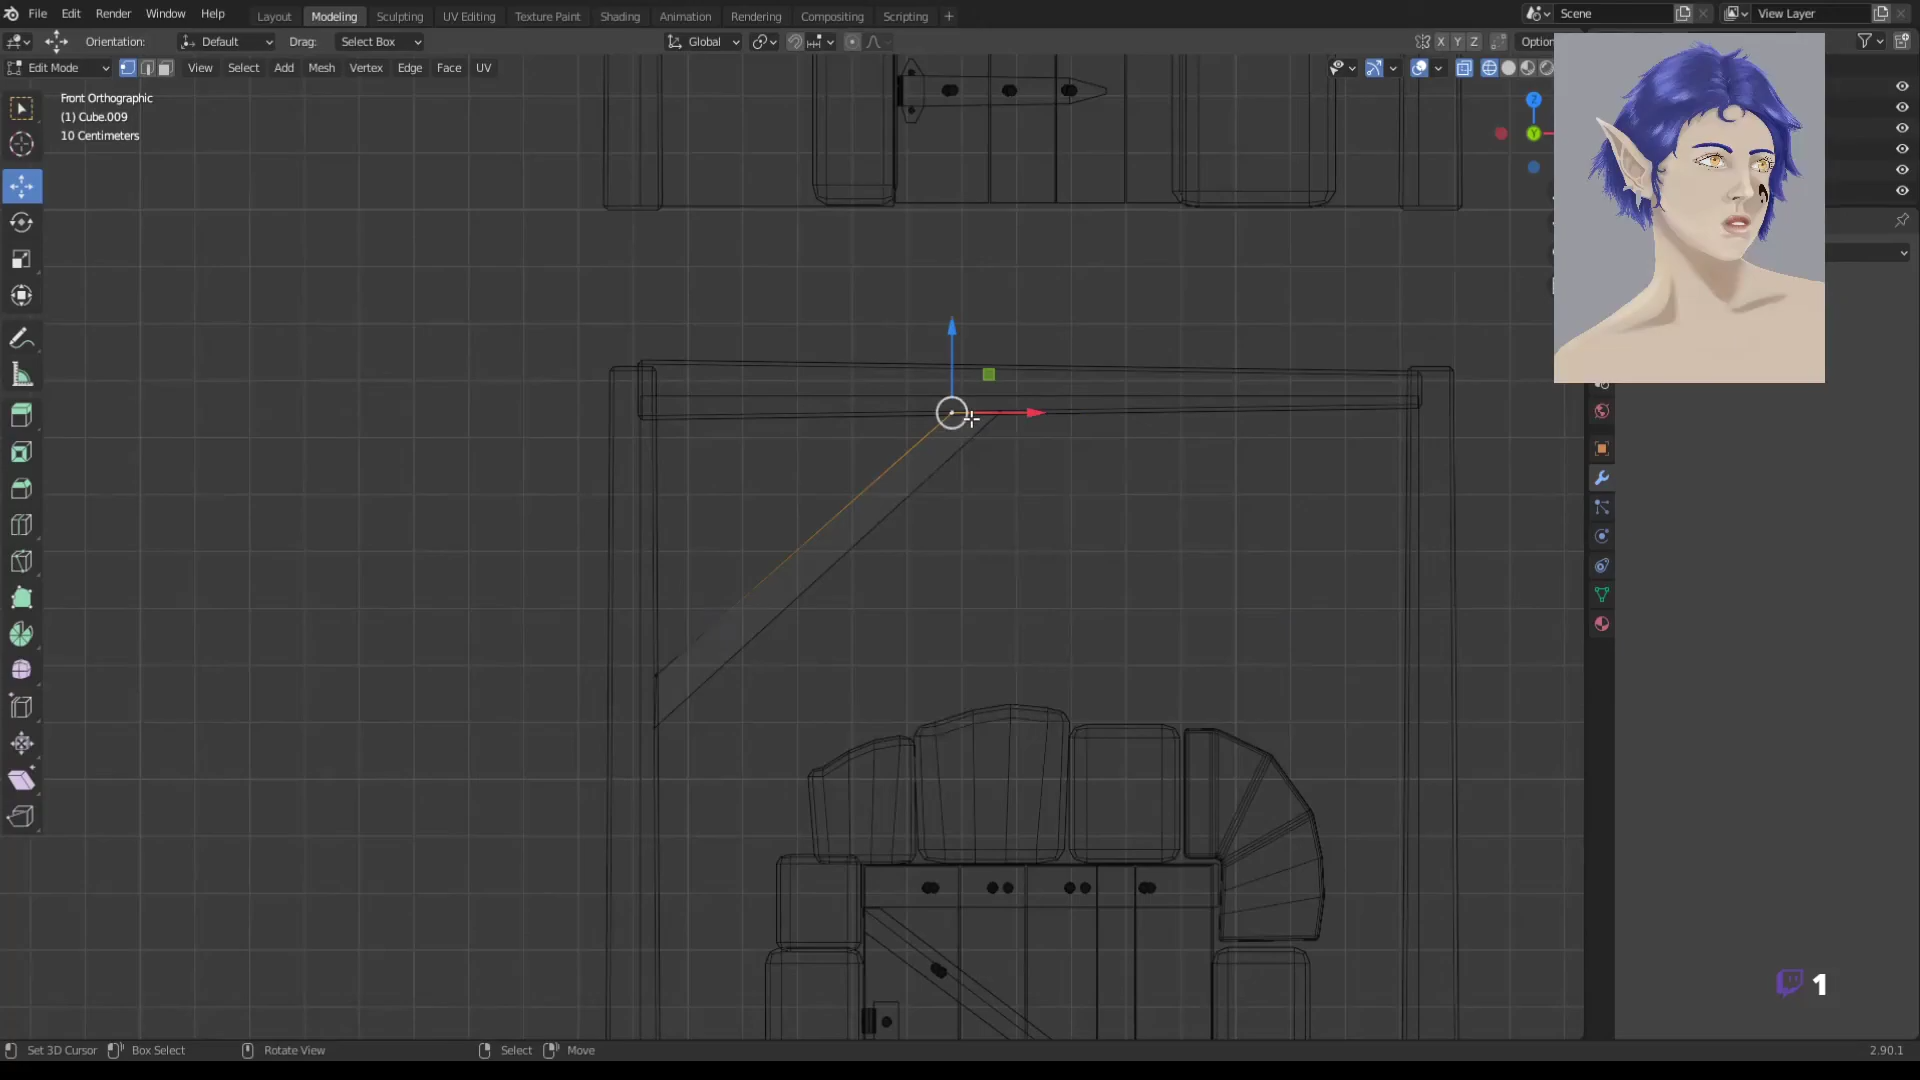 File Edit Render Window Help
Layout Modeling Sculpting UV Editing Texture Paint Shading Animation Rendering Compositing Scripting
Scene
View Layer
Orientation: Default Drag: Select Box
Global
X Y Z
Option
Edit Mode View Select Add Mesh Vertex Edge Face UV
Front Orthographic
(1) Cube.009
10 Centimeters
Z
Y
1
Set 3D Cursor Box Select Rotate View Select Move
2.90.1